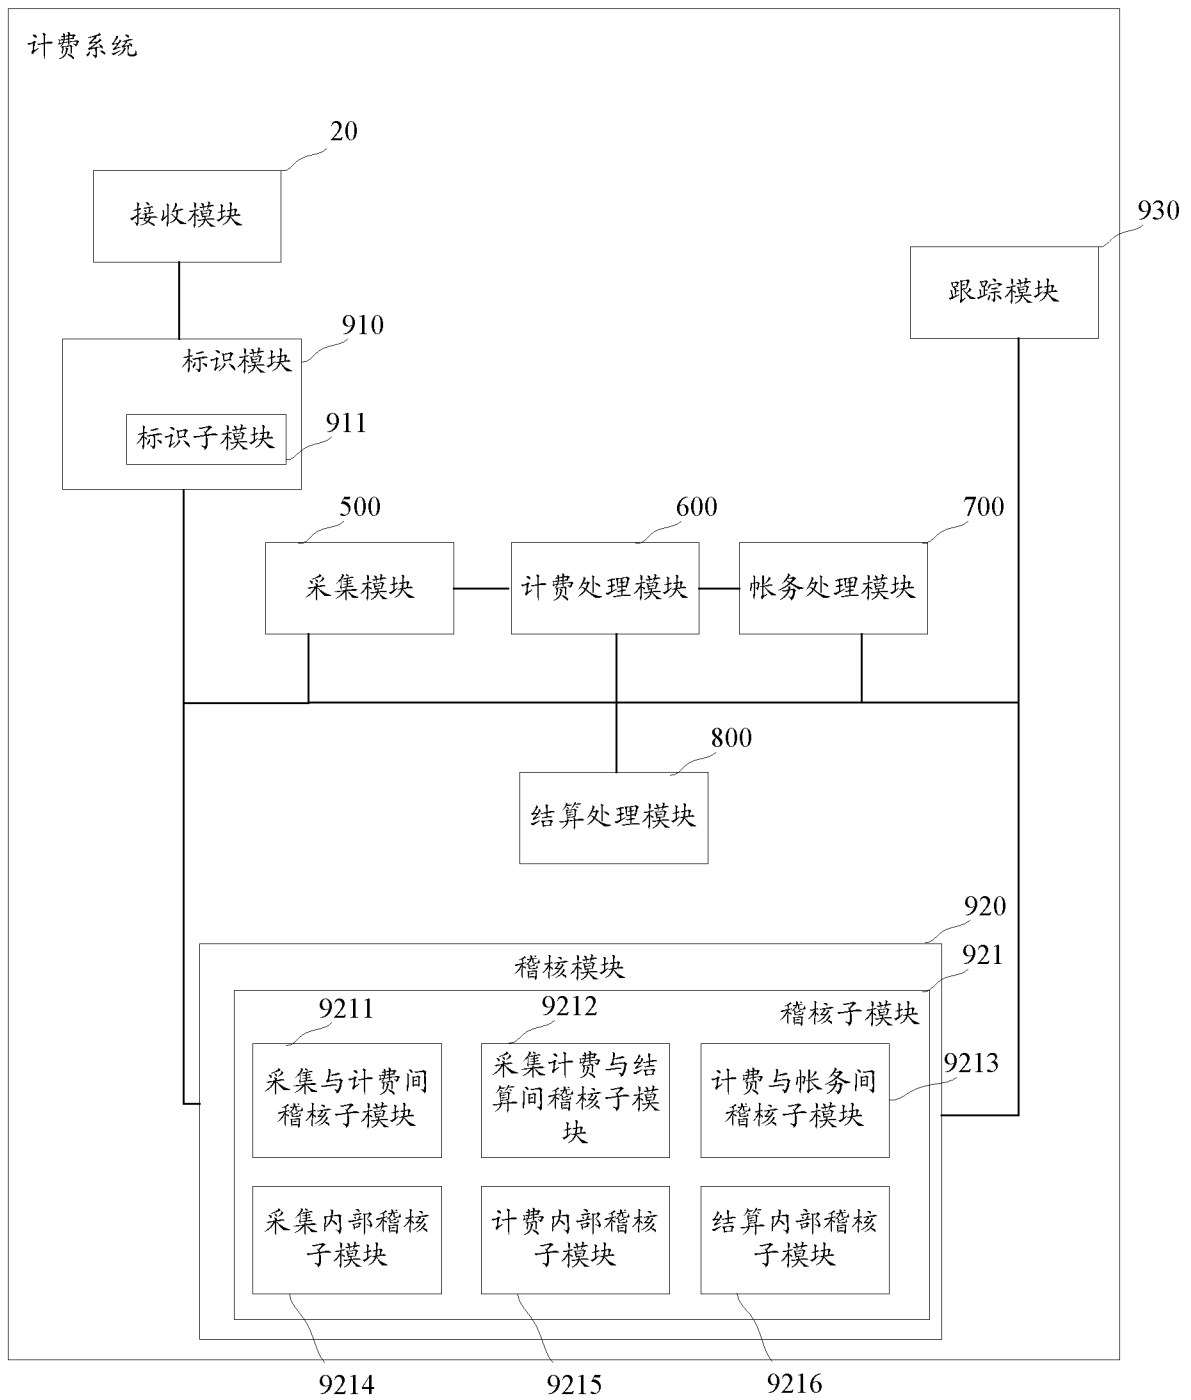 计费系统
20
接收模块
930
跟踪模块
910
标识模块
911
标识子模块
500
600
700
采集模块
计费处理模块
帐务处理模块
800
结算处理模块
920
稽核模块
921
稽核子模块
9211
9212
9213
采集与计费间
稽核子模块
采集计费与结
算间稽核子模
块
计费与帐务间
稽核子模块
采集内部稽核
子模块
计费内部稽核
子模块
结算内部稽核
子模块
9214
9215
9216